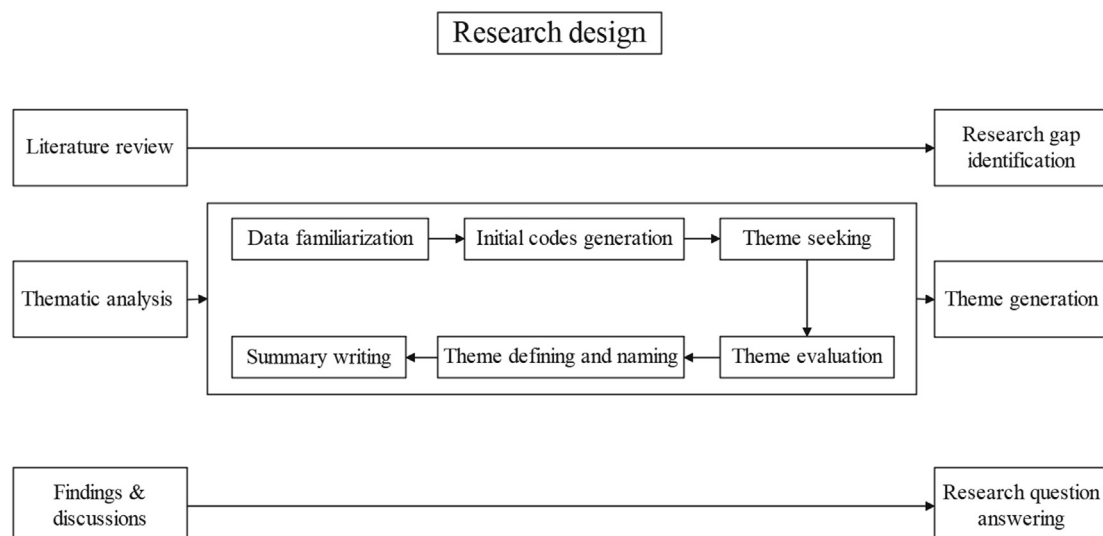 Research design
Literature review
Research gap
identification
Data familiarization
Initial codes generation
Theme seeking
Thematic analysis
Theme generation
Summary writing
Theme defining and naming
Theme evaluation
Findings &
discussions
Research question
answering